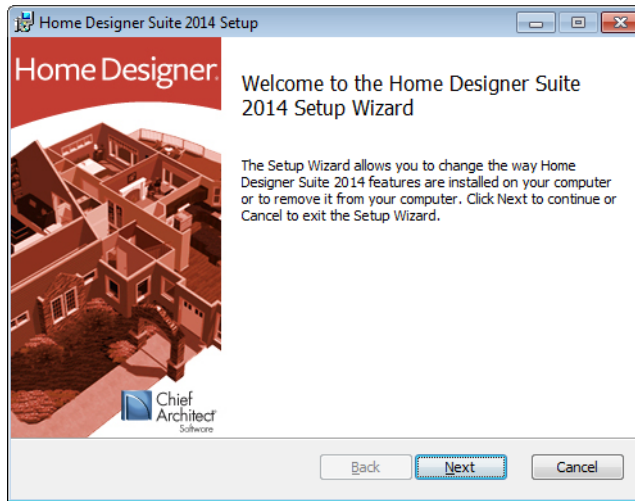 Home Designer Suite 2014 Setup
Home Designer.
Welcome to the Home Designer Suite
2014 Setup Wizard
The Setup Wizard allows you to change the way Home
Designer Suite 2014 features are installed on your computer
or to remove it from your computer. Click Next to continue or
Cancel to exit the Setup Wizard.
Chief
Architect
Software
Back
Next
Cancel